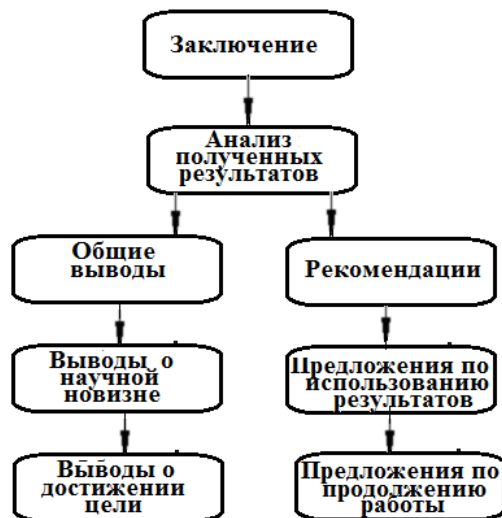 Заключение
Анализ
полученных
результатов
Общие
выводы
Рекомендации
Выводы о
научной
новизне
Предложения по
использованию
результатов
Выводы о
достижении
цели
Предложения по
продолжению
работы